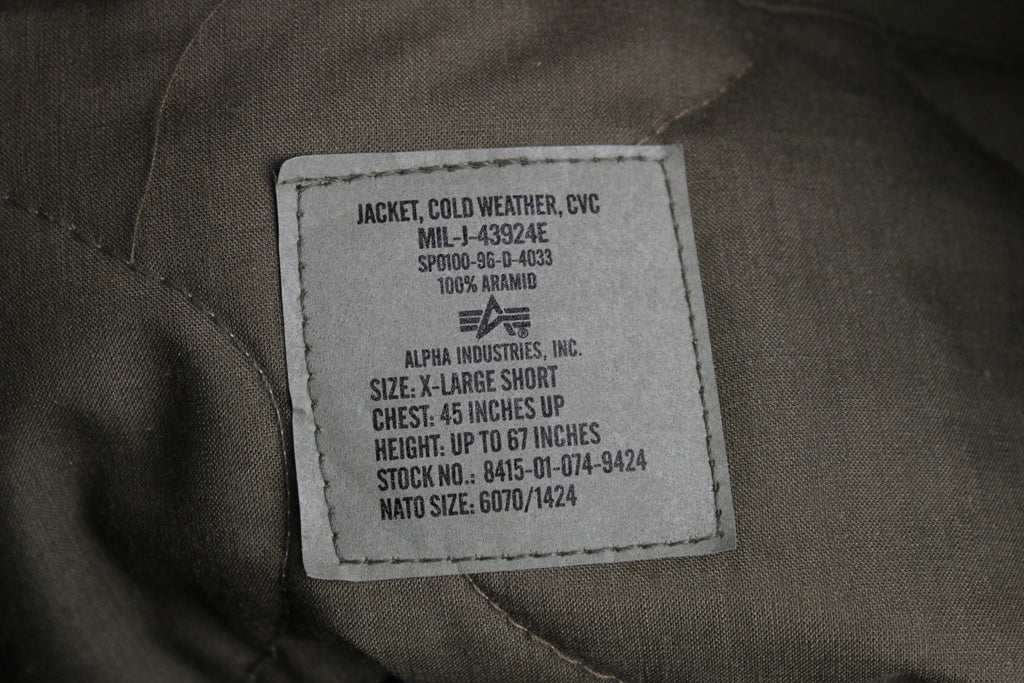 JACKET, COLD WEATHER, CVC
MIL-J-43924E
SP0100-96-D-4033
100% ARAMID
ALPHA INDUSTRIES, INC.
SIZE: X-LARGE SHORT
CHEST: 45 INCHES UP
HEIGHT: UP TO 67 INCHES
STOCK NO.: 8415-01-074-9424
NATO SIZE: 6070/1424